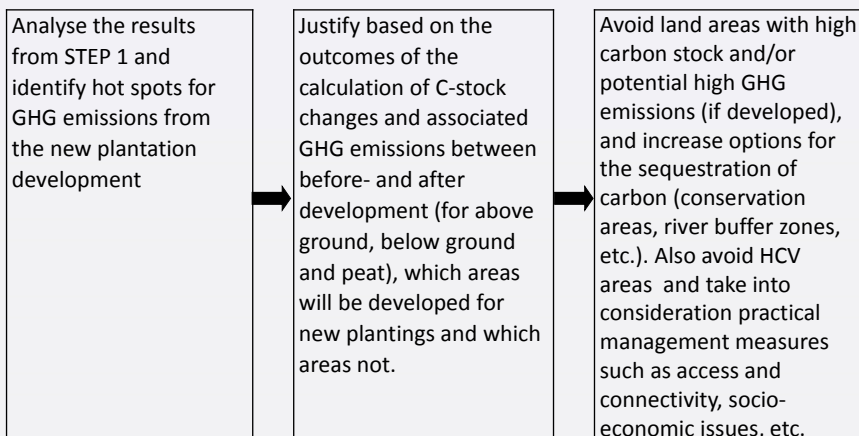 Analyse the results
from STEP 1 and
identify hot spots for
GHG emissions from
the new plantation
development
Justify based on the
outcomes of the
calculation of C-stock
changes and associated
GHG emissions between
before- and after
development (for above
ground, below ground
and peat), which areas
will be developed for
new plantings and which
areas not.
Avoid land areas with high
carbon stock and/or
potential high GHG
emissions (if developed),
and increase options for
the sequestration of
carbon (conservation
areas, river buffer zones,
etc.). Also avoid HCV
areas and take into
consideration practical
management measures
such as access and
connectivity, socio-
economic issues, etc.